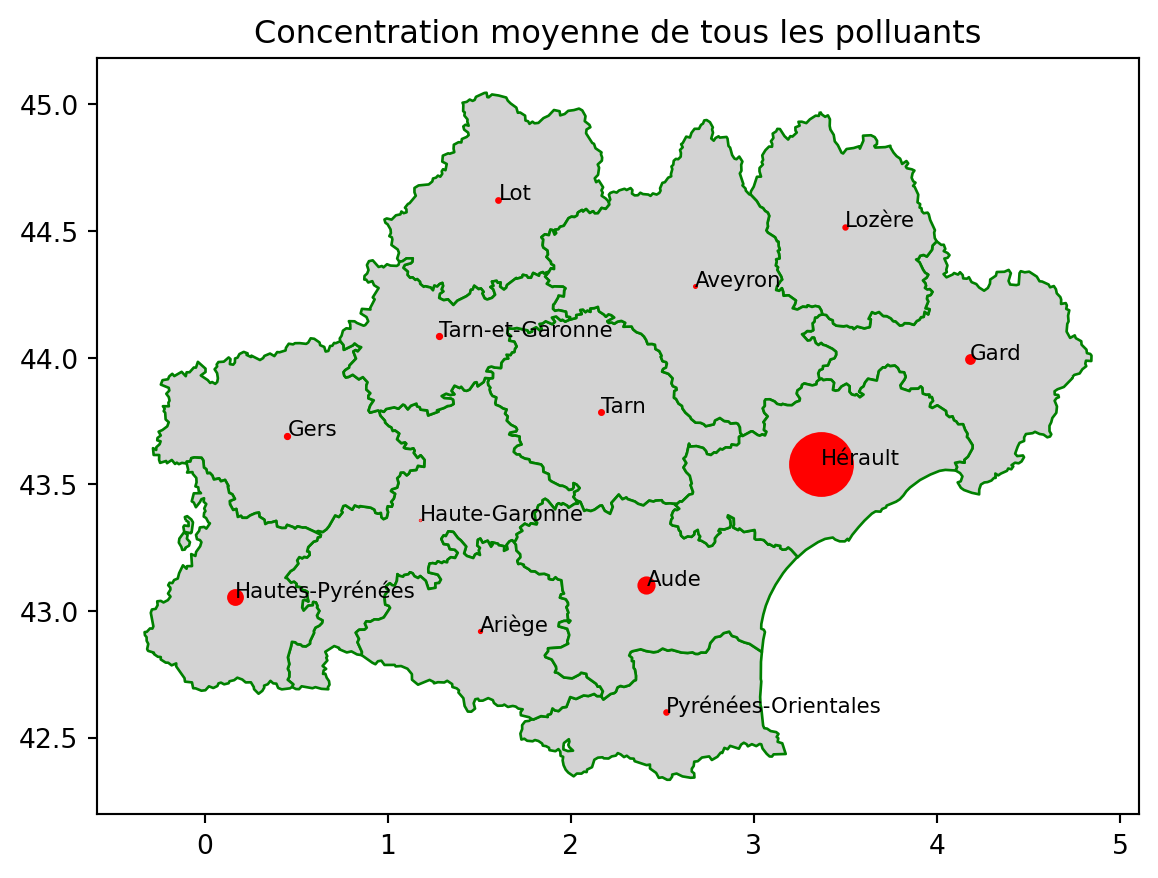 Concentration moyenne de tous les polluants
45.0
44.5
44.0
43.5
43.0
42.5
Lot
Lozère
Aveyron
Tarn-et-Garonne
Gard
Tarn
Gers
Hérault
Haute-Garonne
Aude
Hautes-Pyrénées
Ariège
Pyrénées-Orientales
0 1 2 3 4 5